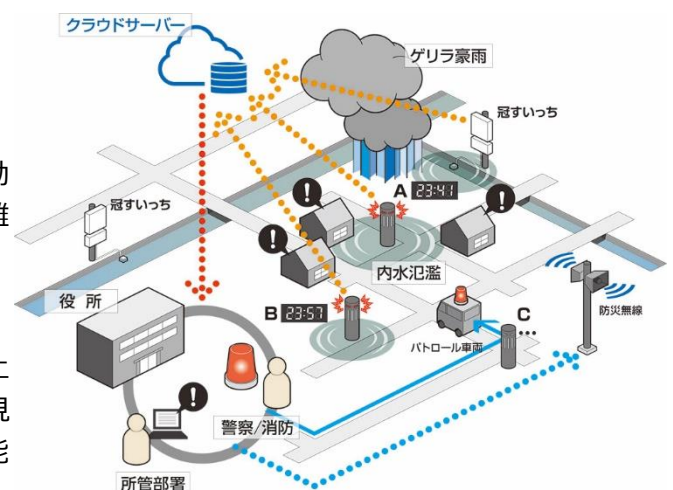 クラウドサーバー
ゲリラ豪雨
冠すいっち
A 23:41
冠すいっち
内水氾濫
役 所
B 23:57
C
パトロール車両
防災無線
警察/消防
所管部署